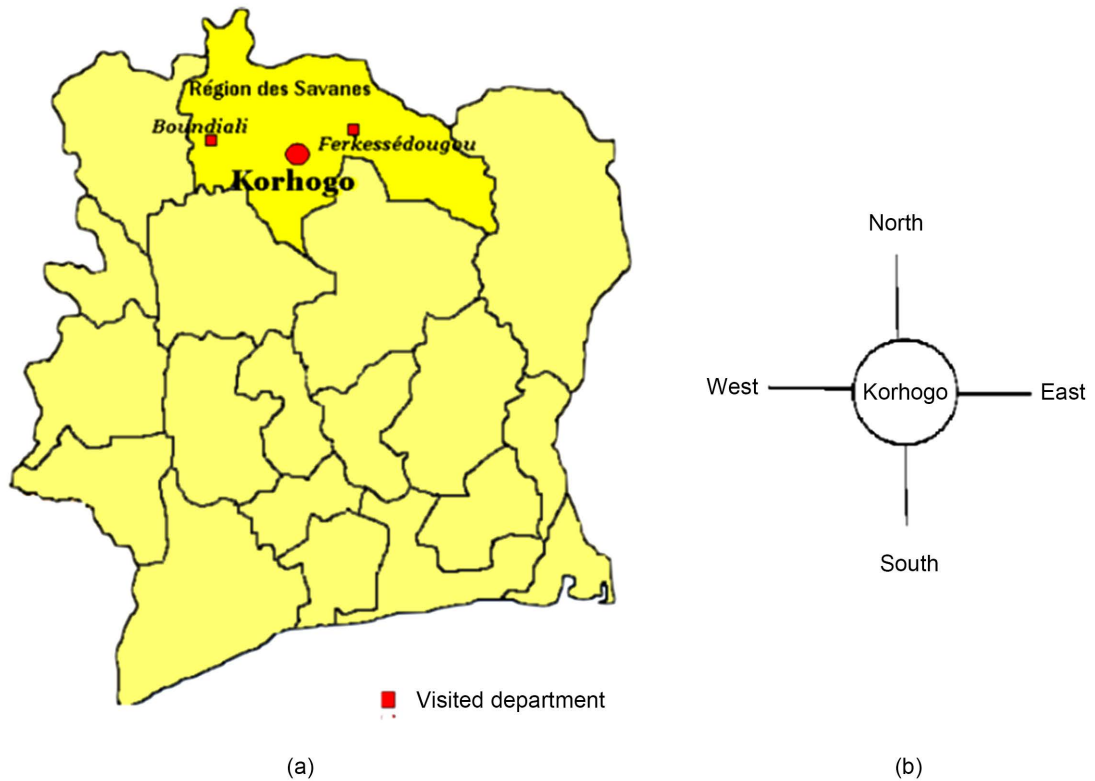 Région des Savanes
Boundiali
Ferkessédougou
Korhogo
North
West
Korhogo
East
South
Visited department
(a)
(b)